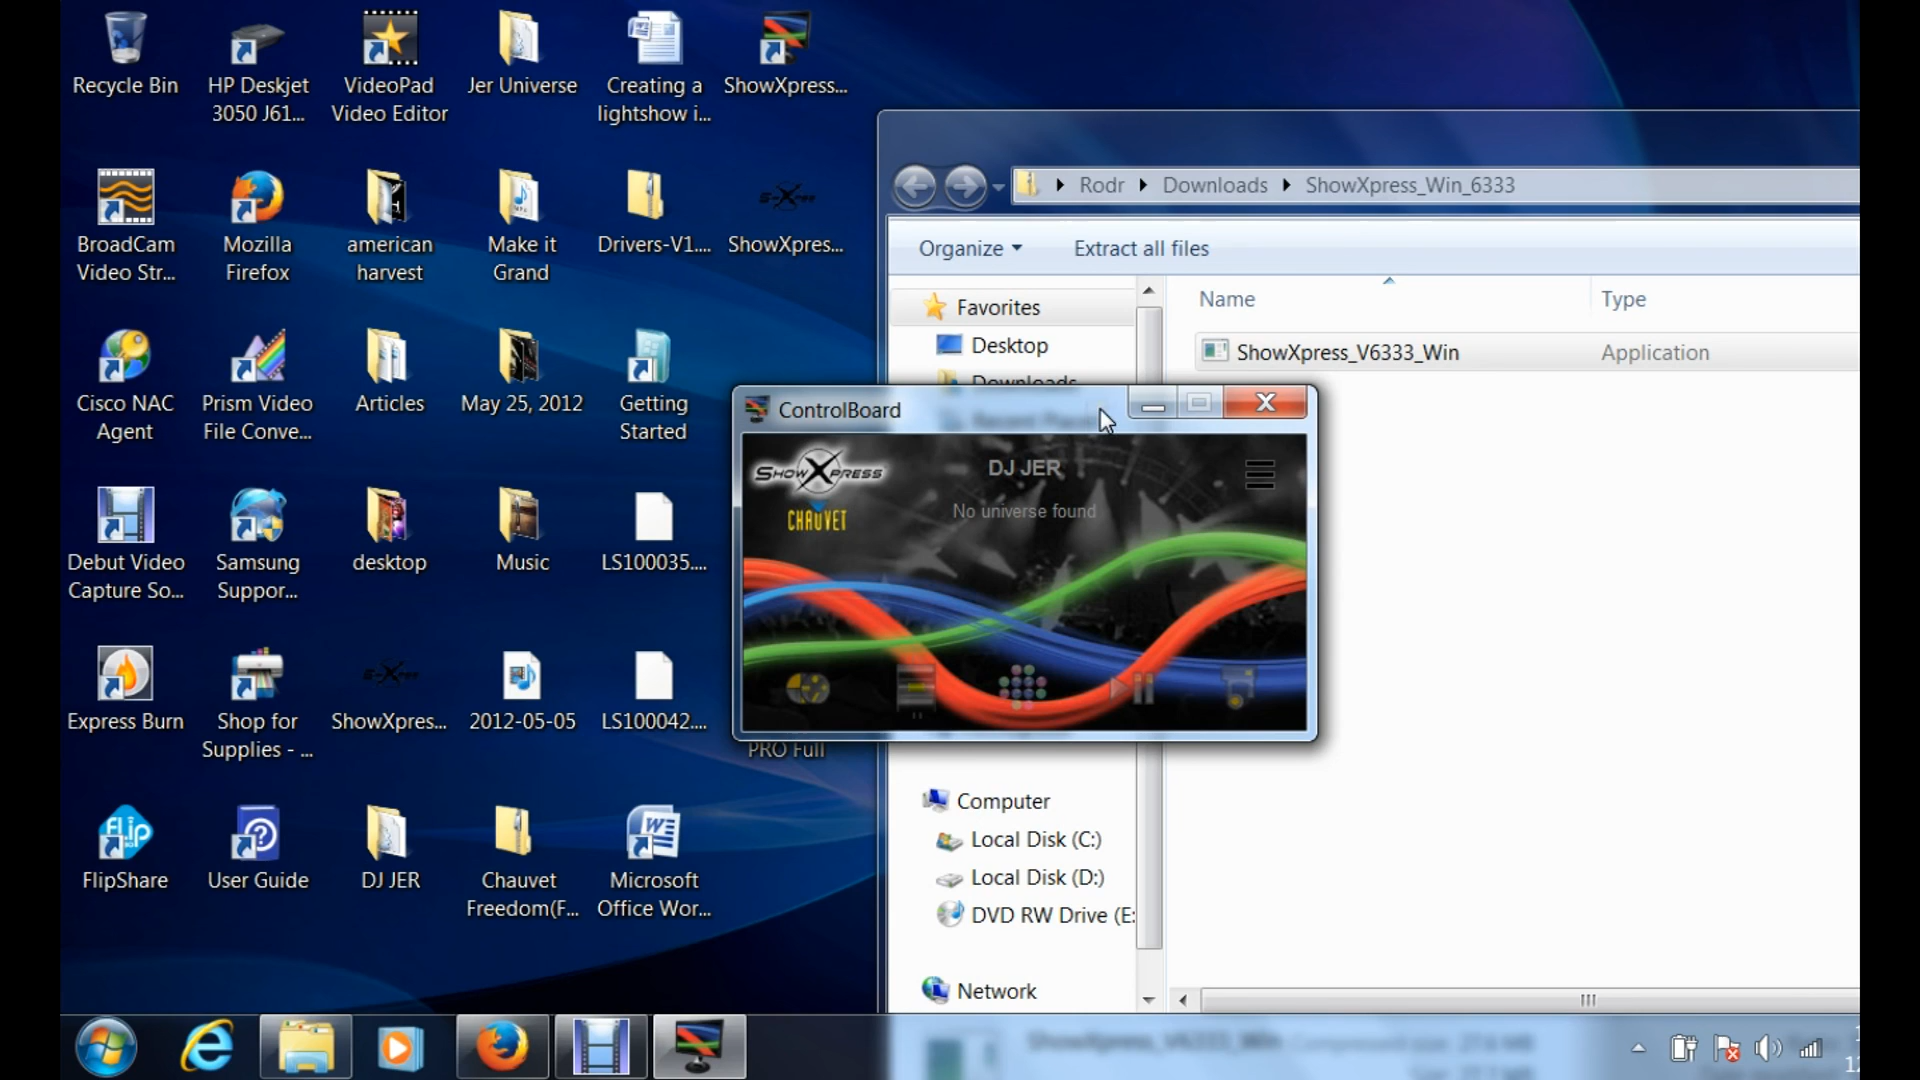 Recycle Bin
HP Deskjet
3050 J61...
VideoPad
Video Editor
Jer Universe
Creating a
lightshow i...
ShowXpress...
BroadCam
Video Str...
Mozilla
Firefox
american
harvest
Make it
Grand
Drivers-V1....
ShowXpres...
Cisco NAC
Agent
Prism Video
File Conve...
Articles
May 25, 2012
Getting
Started
Debut Video
Capture So...
Samsung
Suppor...
desktop
Music
LS100035....
Express Burn
Shop for
Supplies - ...
ShowXpres...
2012-05-05
LS100042....
PRO Full
FlipShare
User Guide
DJ JER
Chauvet
Freedom(F...
Microsoft
Office Wor...
Rodr
Downloads
ShowXpress_Win_6333
Organize
Extract all files
Favorites
Desktop
Downloads
Name
Type
ShowXpress_V6333_Win
Application
ControlBoard
SHOWXPRESS
CHAUVET
DJ JER
No universe found
Computer
Local Disk (C:)
Local Disk (D:)
DVD RW Drive (E:
Network
ShowXpress_V6333_Win